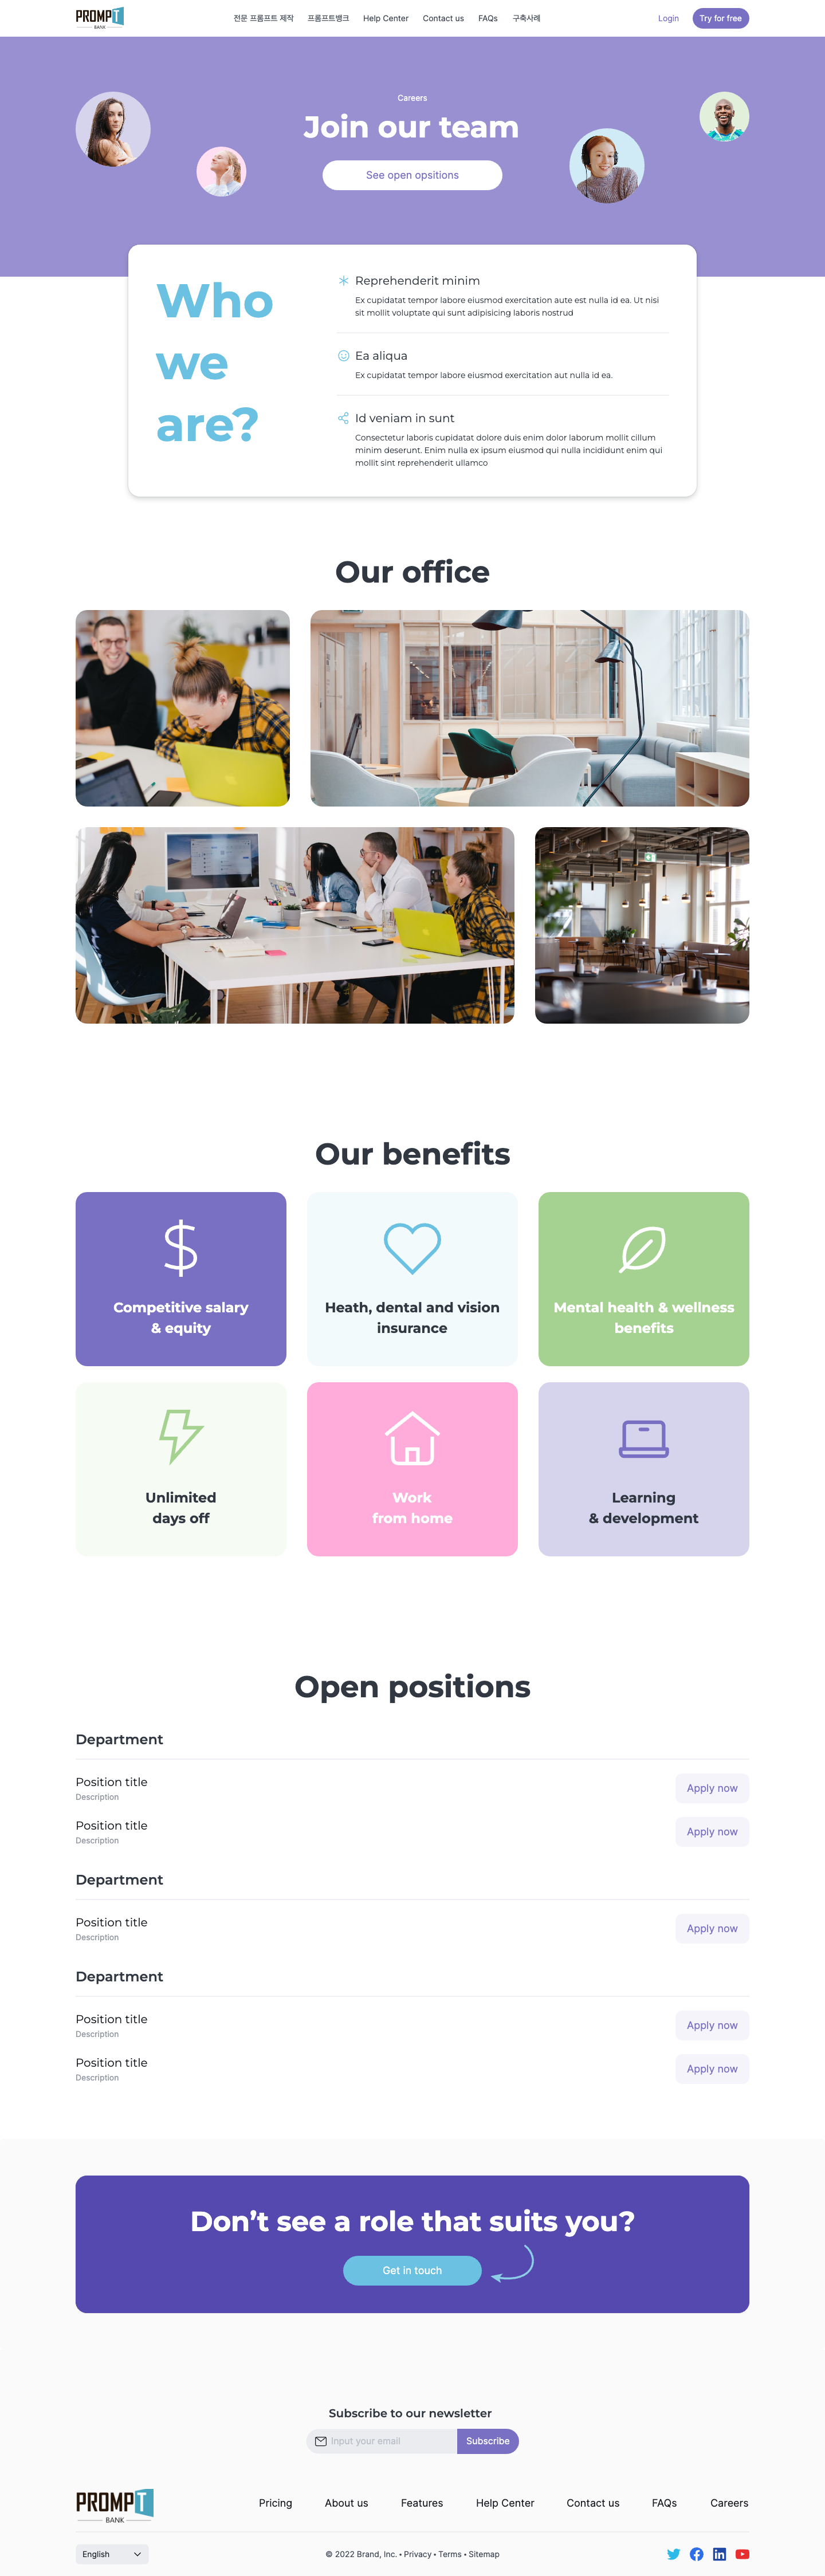 PROMPT
BANK
전문 프롬프트 제작
프롬프트뱅크
Help Center
Contact us
FAQs
구축사례
Login
Try for free
Careers
Join our team
See open opsitions
Who
we
are?
Reprehenderit minim
Ex cupidatat tempor labore eiusmod exercitation aute est nulla id ea. Ut nisi
sit mollit voluptate qui sunt adipisicing laboris nostrud
Ea aliqua
Ex cupidatat tempor labore eiusmod exercitation aut nulla id ea.
Id veniam in sunt
Consectetur laboris cupidatat dolore duis enim dolor laborum mollit cillum
minim deserunt. Enim nulla ex ipsum eiusmod qui nulla incididunt enim qui
mollit sint reprehenderit ullamco
Our office
Our benefits
Competitive salary
& equity
Heath, dental and vision
insurance
Mental health & wellness
benefits
Unlimited
days off
Work
from home
Learning
& development
Open positions
Department
Position title
Apply now
Description
Position title
Apply now
Description
Department
Position title
Apply now
Description
Department
Position title
Apply now
Description
Position title
Apply now
Description
Don’t see a role that suits you?
Get in touch
Subscribe to our newsletter
Input your email
Subscribe
PROMPT
BANK
Pricing
About us
Features
Help Center
Contact us
FAQs
Careers
English
© 2022 Brand, Inc. • Privacy • Terms • Sitemap